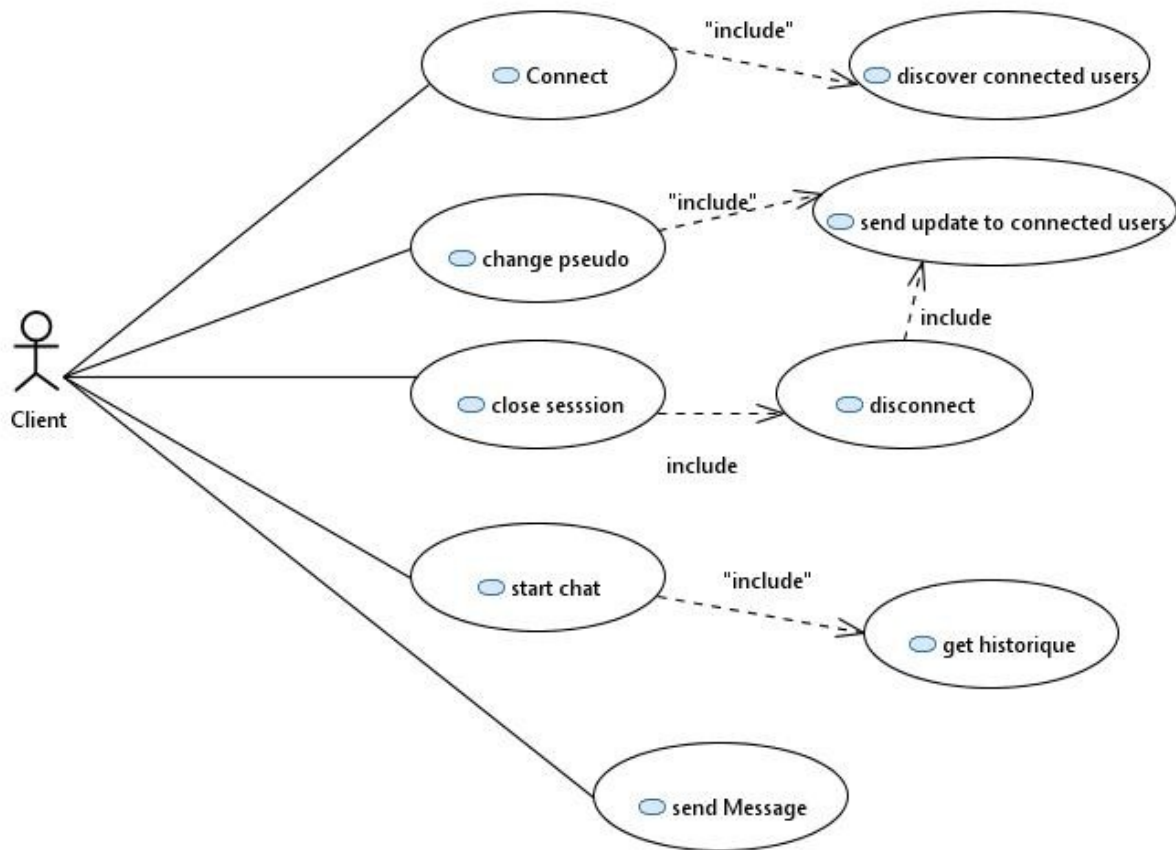 "include"
Connect
discover connected users
"include"
send update to connected users
change pseudo
include
close sesssion
disconnect
Client
include
"include"
start chat
get historique
send Message